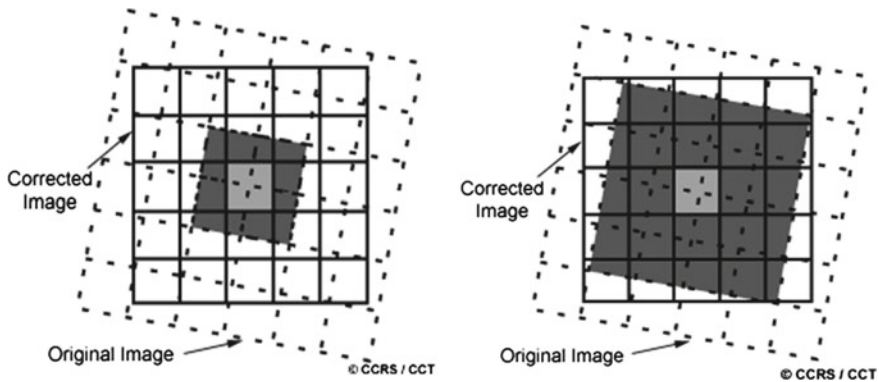 Corrected
Image
Original Image
© CCRS / CCT
Corrected
Image
Original Image
© CCRS / CCT